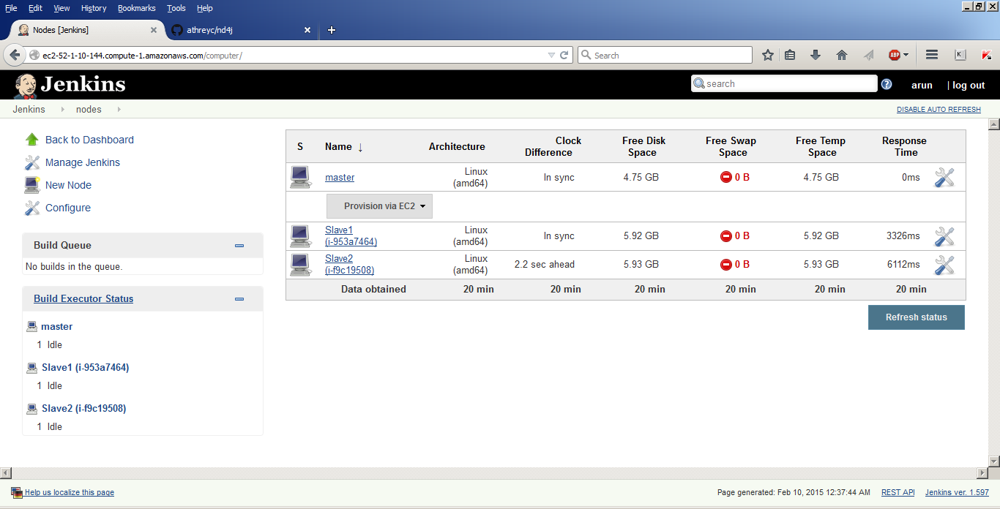 File Edit View History Bookmarks Tools Help
Nodes [Jenkins] athreyc/nd4j
ec2-52-1-10-144.compute-1.amazonaws.com/computer/ Search ABP K
Jenkins search arun | log out
Jenkins nodes DISABLE AUTO REFRESH
Back to Dashboard
Manage Jenkins
New Node
Configure
Build Queue
No builds in the queue.
Build Executor Status
master
1 Idle
Slave1 (i-953a7464)
1 Idle
Slave2 (i-f9c19508)
1 Idle
S Name ↓ Architecture Clock Difference Free Disk Space Free Swap Space Free Temp Space Response Time
master Linux (amd64) In sync 4.75 GB 0 B 4.75 GB 0ms
Provision via EC2
Slave1 (i-953a7464) Linux (amd64) In sync 5.92 GB 0 B 5.92 GB 3326ms
Slave2 (i-f9c19508) Linux (amd64) 2.2 sec ahead 5.93 GB 0 B 5.93 GB 6112ms
Data obtained 20 min 20 min 20 min 20 min 20 min 20 min
Refresh status
Help us localize this page Page generated: Feb 10, 2015 12:37:44 AM REST API Jenkins ver. 1.597